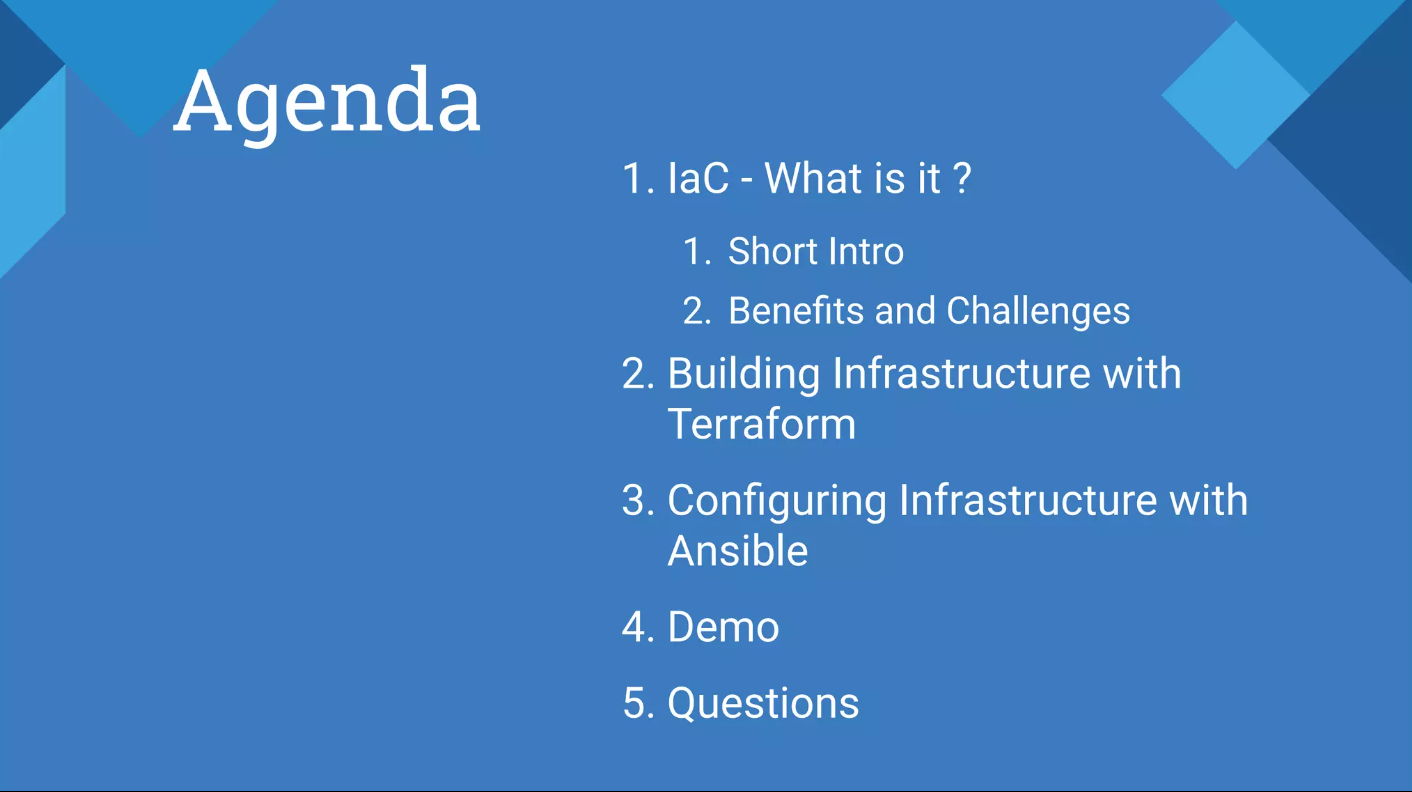 Agenda
1. IaC - What is it ?
1. Short Intro
2. Benefits and Challenges
2. Building Infrastructure with
Terraform
3. Configuring Infrastructure with
Ansible
4. Demo
5. Questions